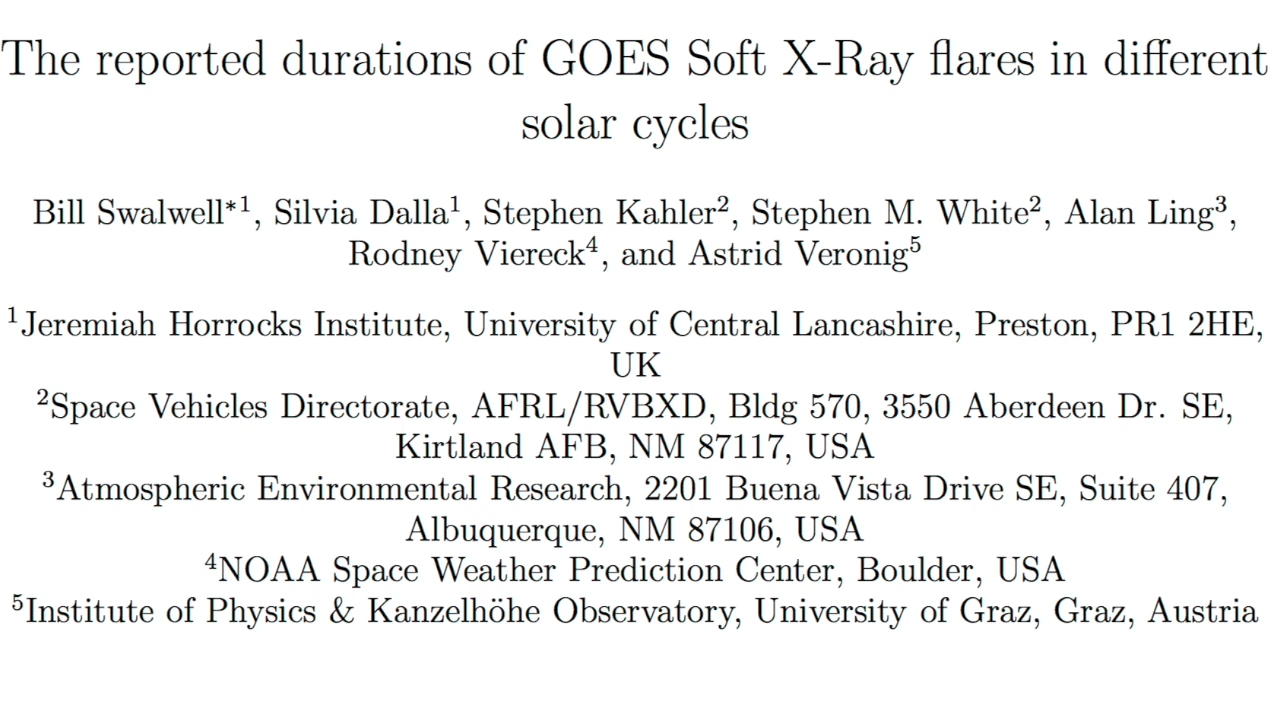 The reported durations of GOES Soft X-Ray flares in different
solar cycles
Bill Swalwell*1, Silvia Dalla1, Stephen Kahler2, Stephen M. White2, Alan Ling3,
Rodney Viereck4, and Astrid Veronig5
1Jeremiah Horrocks Institute, University of Central Lancashire, Preston, PR1 2HE,
UK
2Space Vehicles Directorate, AFRL/RVBXD, Bldg 570, 3550 Aberdeen Dr. SE,
Kirtland AFB, NM 87117, USA
3Atmospheric Environmental Research, 2201 Buena Vista Drive SE, Suite 407,
Albuquerque, NM 87106, USA
4NOAA Space Weather Prediction Center, Boulder, USA
5Institute of Physics & Kanzelhöhe Observatory, University of Graz, Graz, Austria